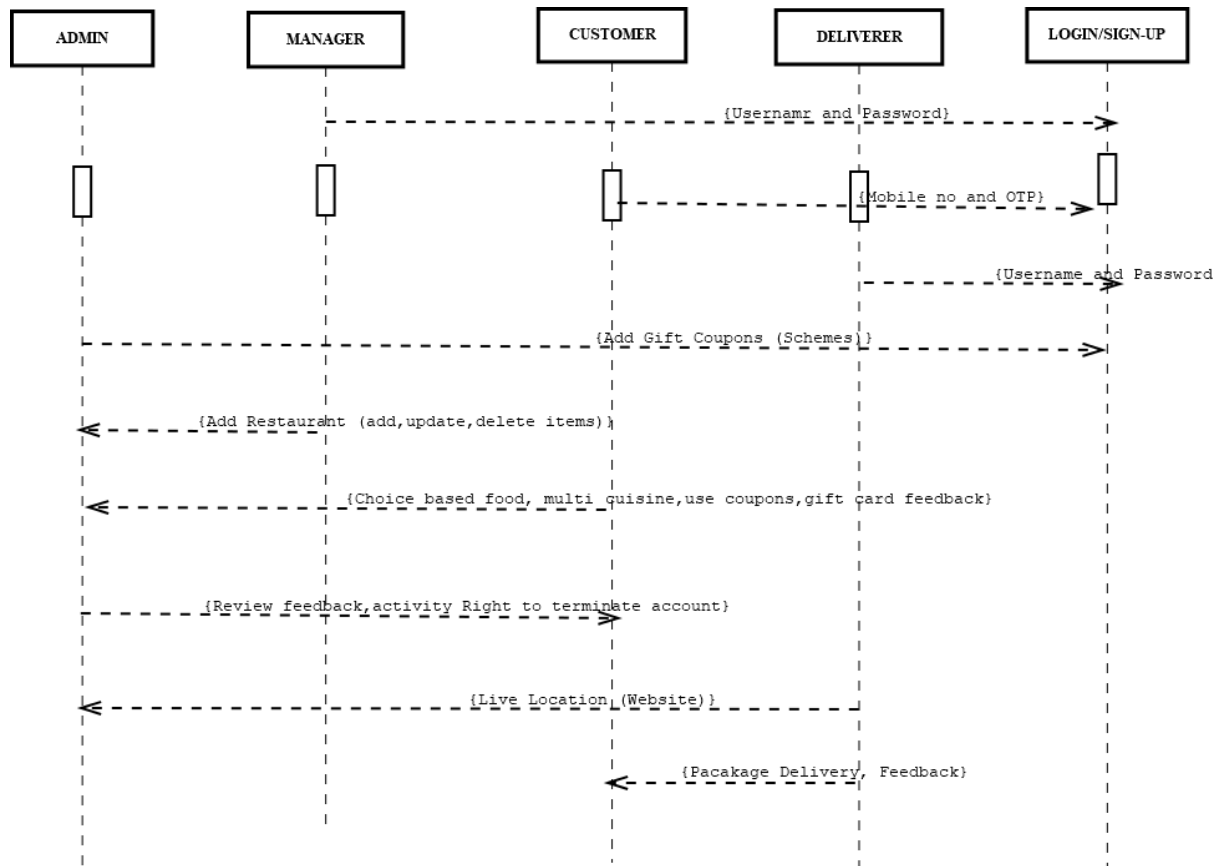 ADMIN
MANAGER
CUSTOMER
DELIVERER
LOGIN/SIGN-UP
{Usernamr and Password}
{Mobile no and OTP}
{Username and Password
{Add Gift Coupons (Schemes)}
{Add Restaurant (add,update,delete items)}
{Choice based food, multi cuisine,use coupons,gift card feedback}
{Review feedback,activity Right to terminate account}
{Live Location (Website)}
{Pacakage Delivery, Feedback}